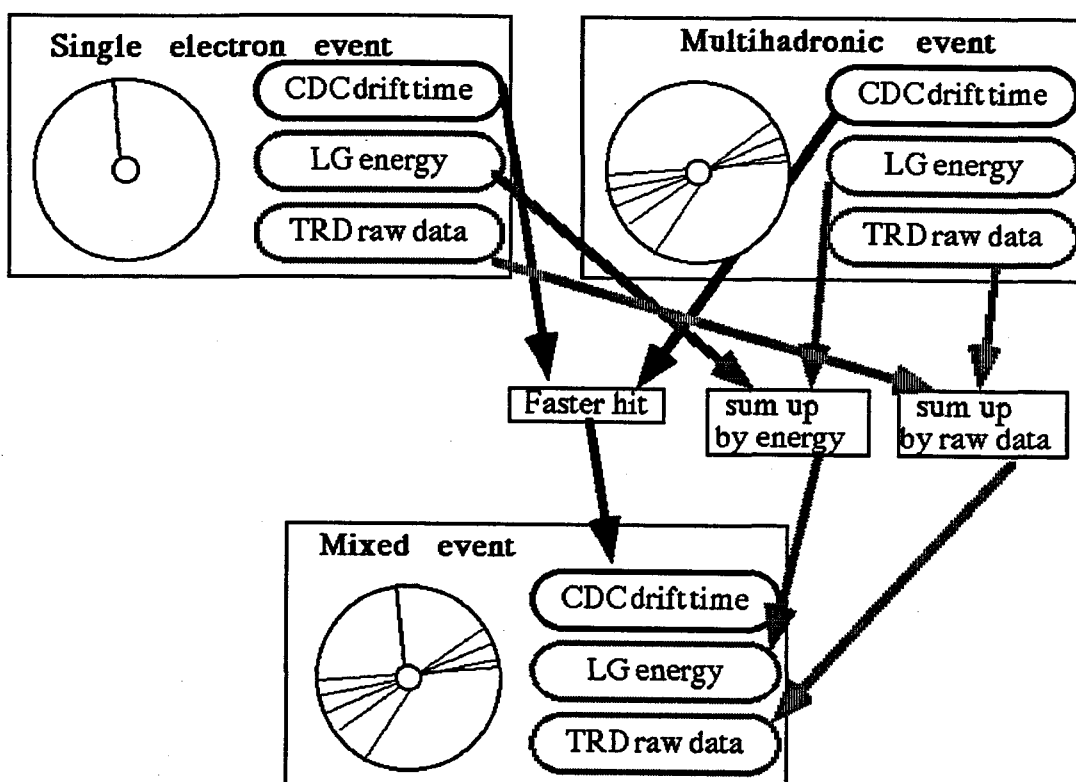 Single electron event
CDC drift time
LG energy
TRD raw data
Multihadronic event
CDC drift time
LG energy
TRD raw data
Faster hit
sum up
by energy
sum up
by raw data
Mixed event
CDC drift time
LG energy
TRD raw data